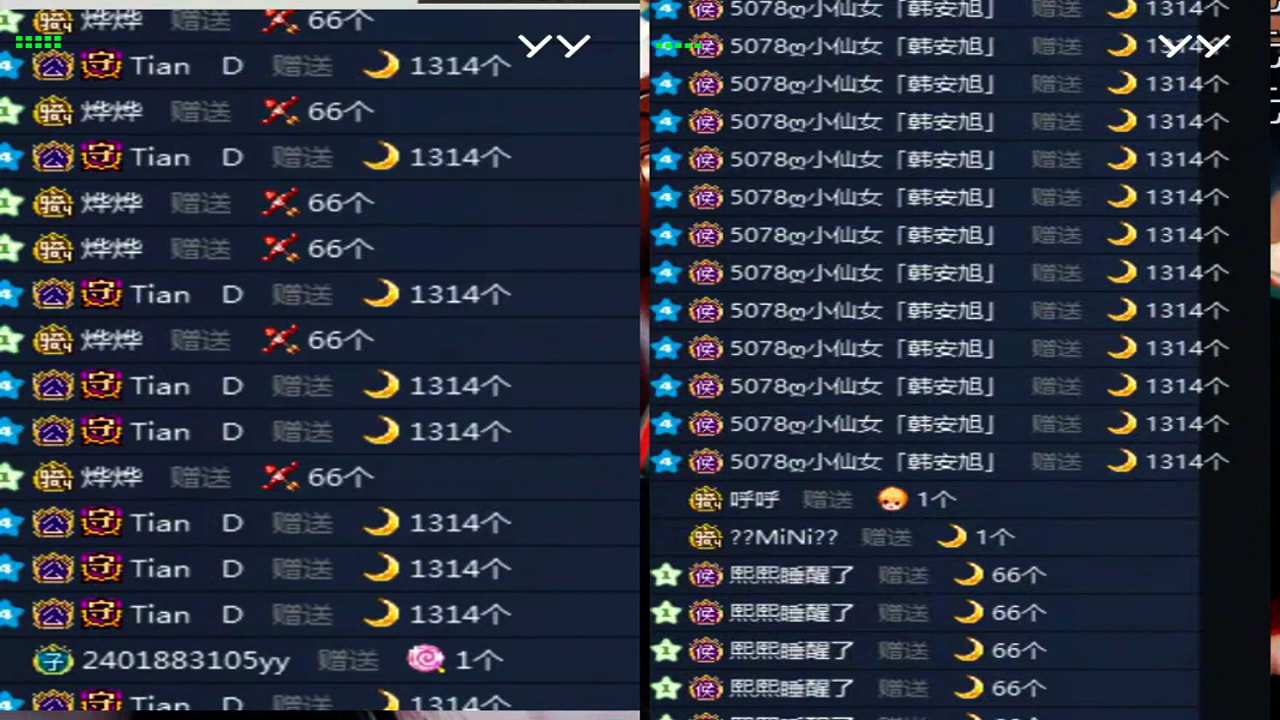 烨烨 赠送 66个
YY
Tian D 赠送 1314个
烨烨 赠送 66个
Tian D 赠送 1314个
烨烨 赠送 66个
烨烨 赠送 66个
Tian D 赠送 1314个
烨烨 赠送 66个
Tian D 赠送 1314个
Tian D 赠送 1314个
烨烨 赠送 66个
Tian D 赠送 1314个
Tian D 赠送 1314个
Tian D 赠送 1314个
子 2401883105yy 赠送 1个
Tian D 赠送 1314个
5078ღ小仙女「韩安旭」 赠送 1314个
YY
5078ღ小仙女「韩安旭」 赠送 1314个
5078ღ小仙女「韩安旭」 赠送 1314个
5078ღ小仙女「韩安旭」 赠送 1314个
5078ღ小仙女「韩安旭」 赠送 1314个
5078ღ小仙女「韩安旭」 赠送 1314个
5078ღ小仙女「韩安旭」 赠送 1314个
5078ღ小仙女「韩安旭」 赠送 1314个
5078ღ小仙女「韩安旭」 赠送 1314个
5078ღ小仙女「韩安旭」 赠送 1314个
5078ღ小仙女「韩安旭」 赠送 1314个
5078ღ小仙女「韩安旭」 赠送 1314个
5078ღ小仙女「韩安旭」 赠送 1314个
呼呼 赠送 1个
??MiNi?? 赠送 1个
熙熙睡醒了 赠送 66个
熙熙睡醒了 赠送 66个
熙熙睡醒了 赠送 66个
熙熙睡醒了 赠送 66个